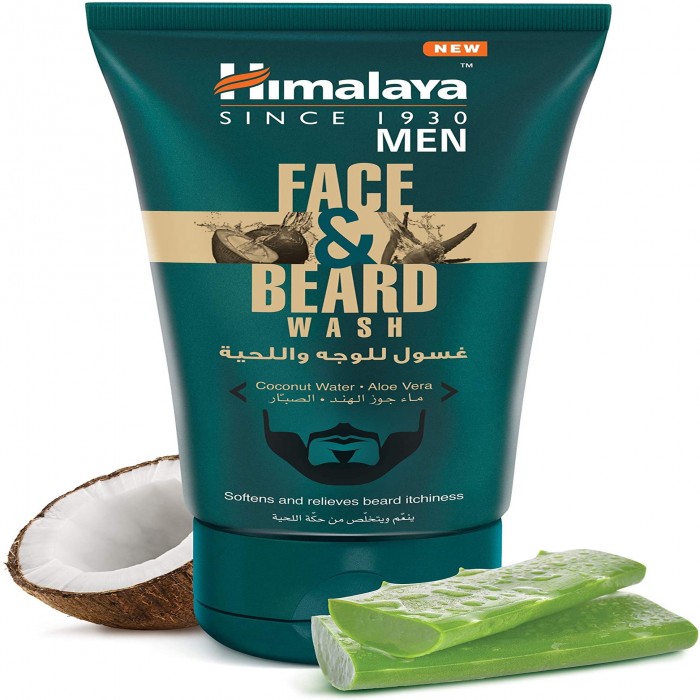 NEW
Himalaya™
SINCE 1930
MEN
FACE
&
BEARD
WASH
غسول للوجه واللحية
Coconut Water • Aloe Vera
ماء جوز الهند • الصبّار
Softens and relieves beard itchiness
ينعّم ويتخلّص من حكّة اللحية